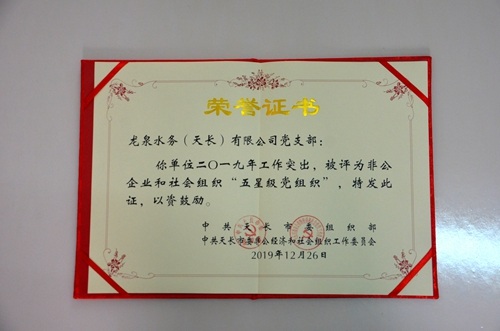 荣誉证书
龙泉水务（天长）有限公司党支部：
你单位二〇一九年工作突出，被评为非公
企业和社会组织“五星级党组织”，特发此
证，以资鼓励。
中共天长市委组织部
中共天长市委非公经济和社会组织工作委员会
2019年12月26日